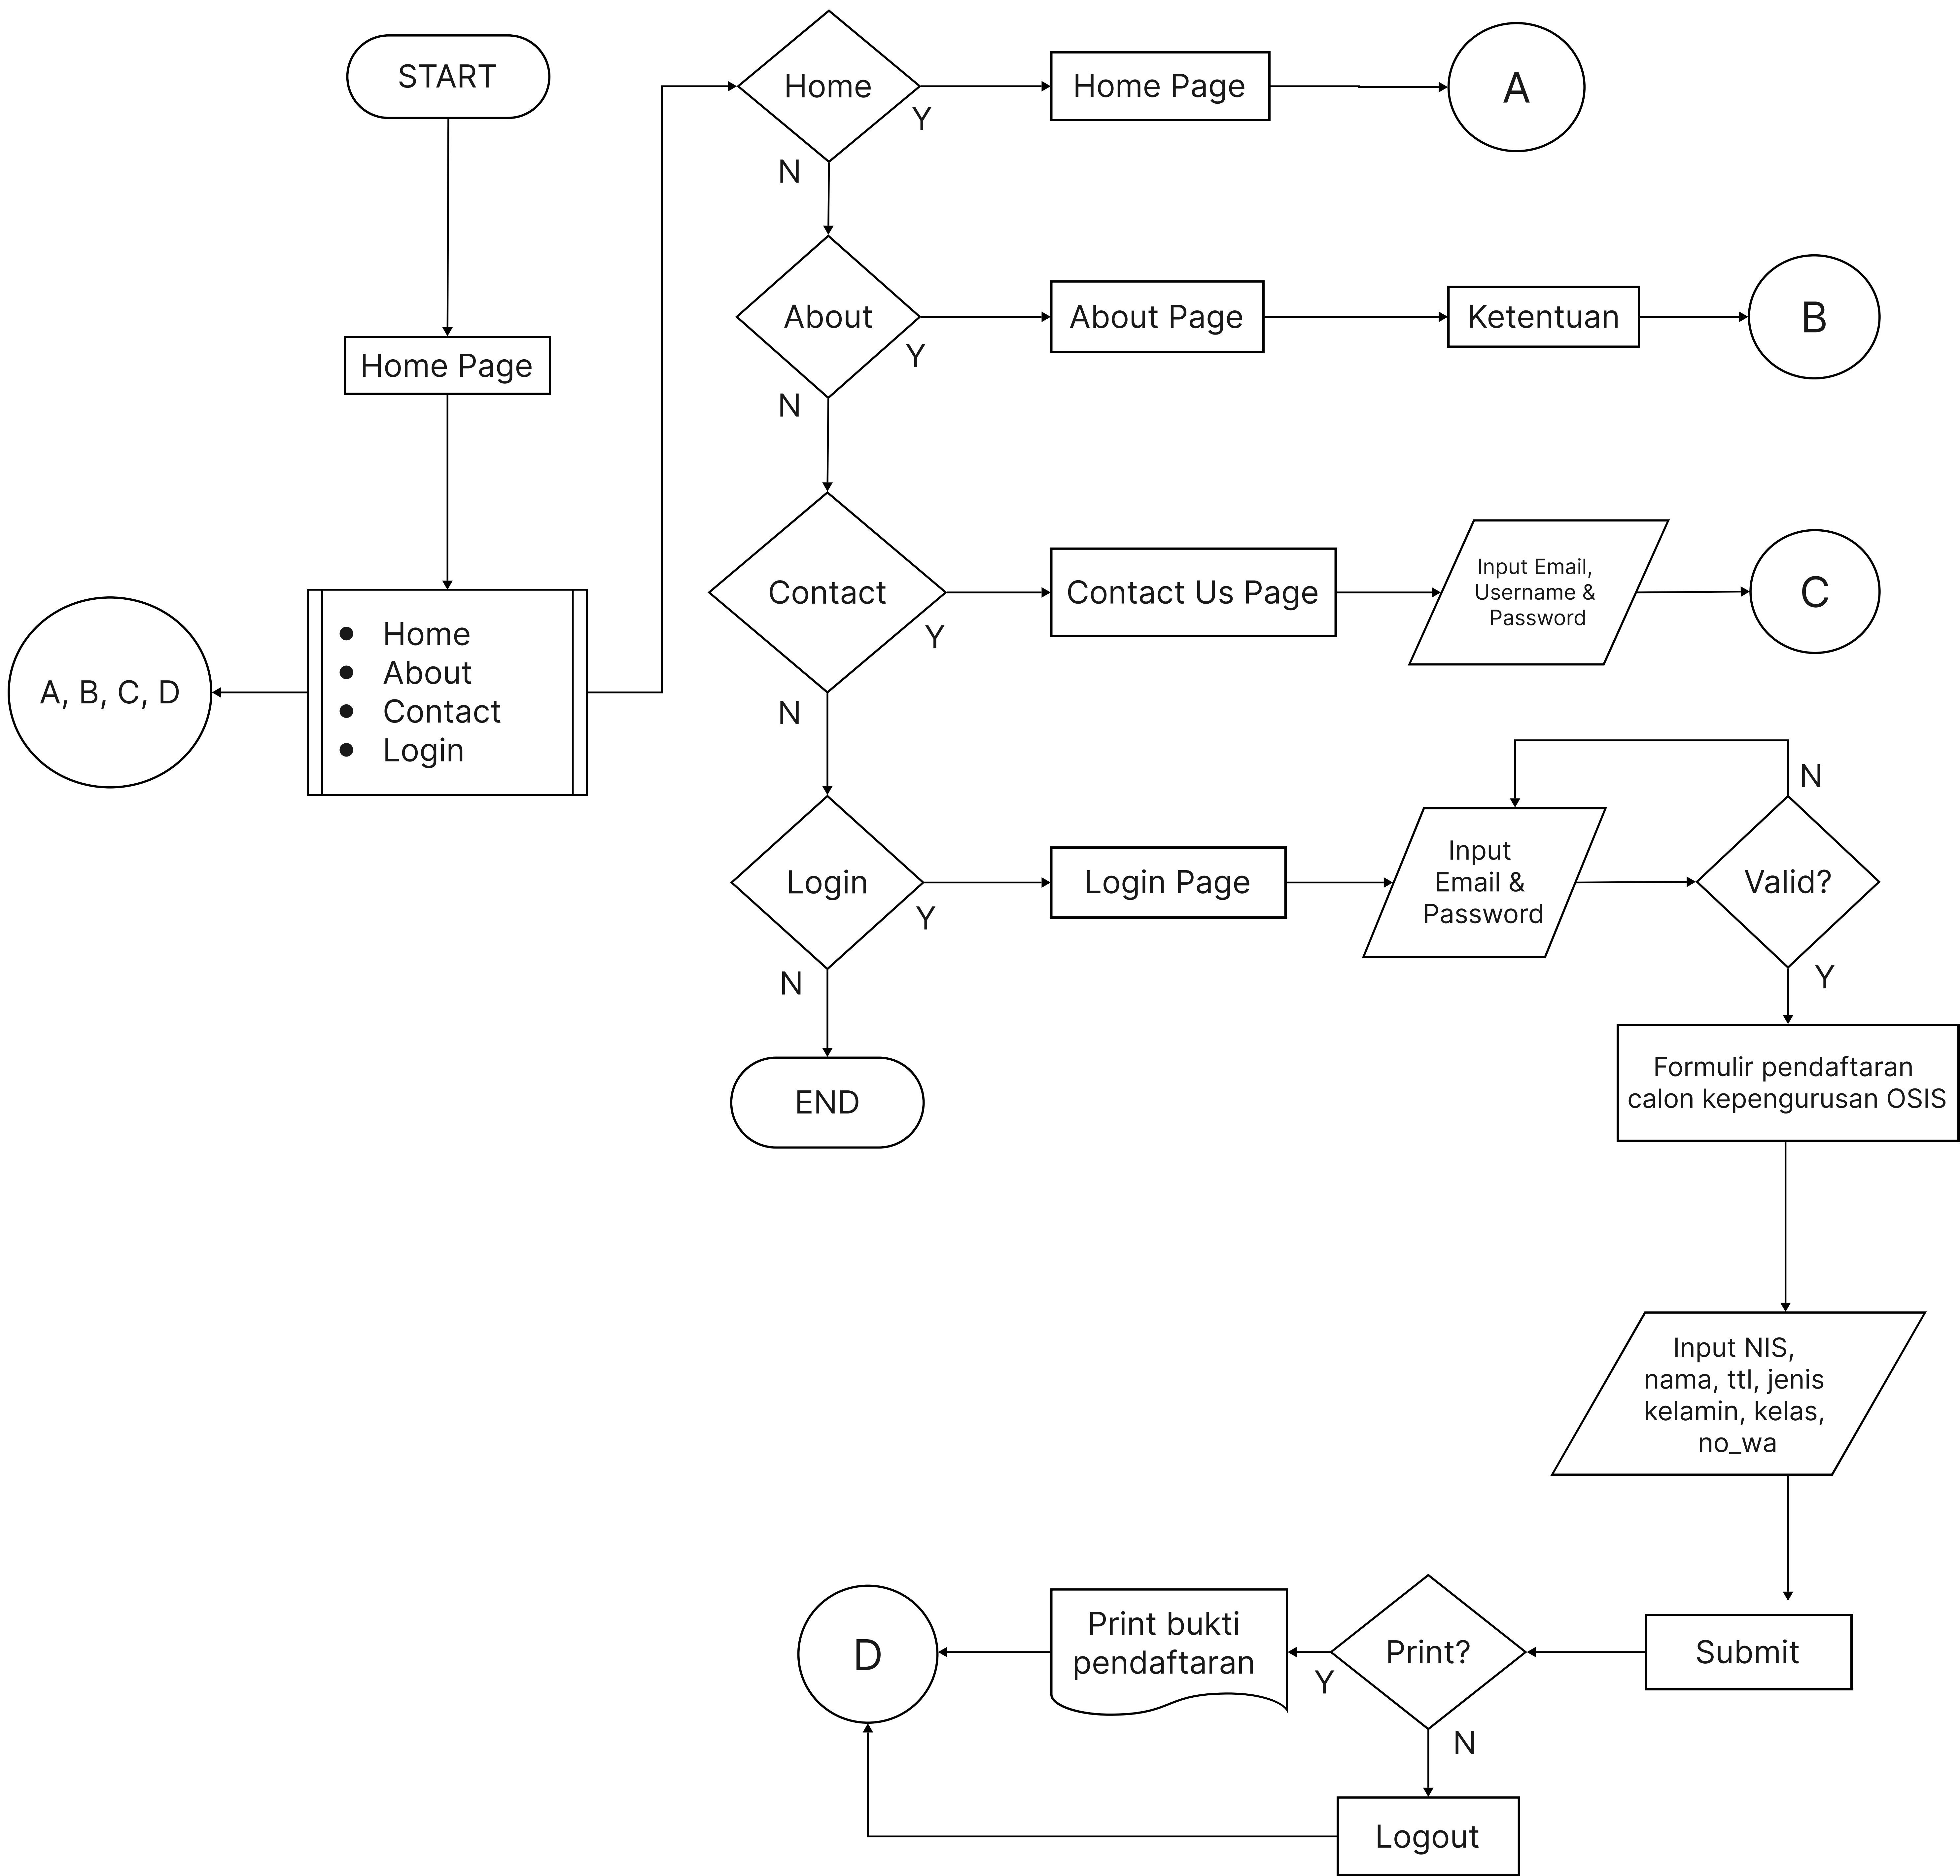 START
Home Page
A, B, C, D
● Home
● About
● Contact
● Login
Home
Y
N
Home Page
A
About
Y
N
About Page
Ketentuan
B
Contact
Y
N
Contact Us Page
Input Email,
Username &
Password
C
Login
Y
N
Login Page
Input
Email &
Password
Valid?
N
Y
END
Formulir pendaftaran
calon kepengurusan OSIS
Input NIS,
nama, ttl, jenis
kelamin, kelas,
no_wa
Submit
Print?
Y
N
Print bukti
pendaftaran
D
Logout